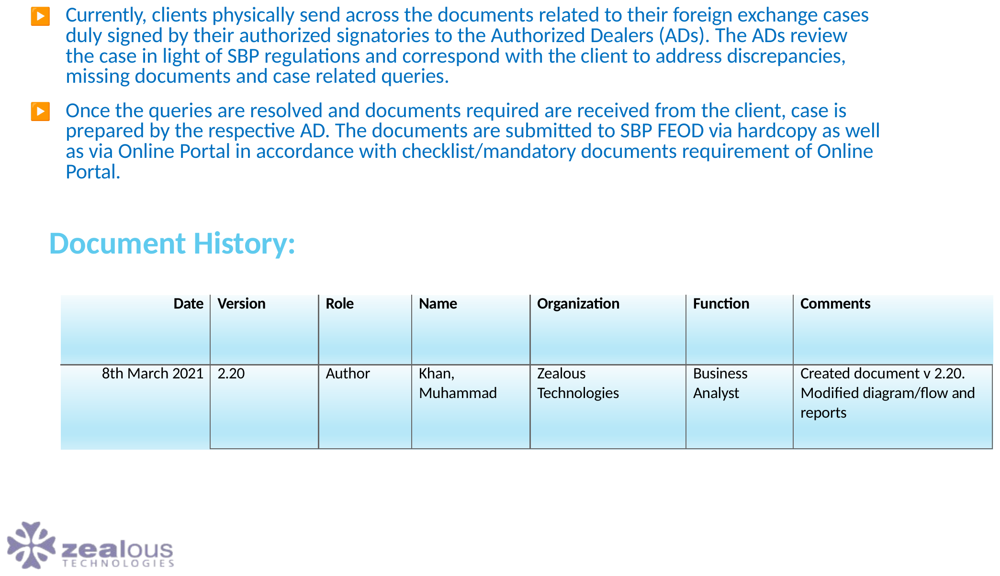 Currently, clients physically send across the documents related to their foreign exchange cases
duly signed by their authorized signatories to the Authorized Dealers (ADs). The ADs review
the case in light of SBP regulations and correspond with the client to address discrepancies,
missing documents and case related queries.
Once the queries are resolved and documents required are received from the client, case is
prepared by the respective AD. The documents are submitted to SBP FEOD via hardcopy as well
as via Online Portal in accordance with checklist/mandatory documents requirement of Online
Portal.
Document History:
Date Version Role Name Organization Function Comments
8th March 2021 2.20 Author Khan, Zealous Business Created document v 2.20.
Muhammad Technologies Analyst Modified diagram/flow and
reports
zealous
TECHNOLOGIES